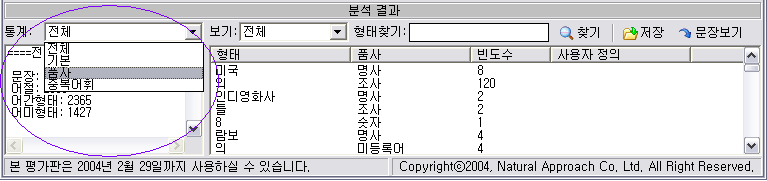 분석 결과
통계: 전체 보기: 전체 형태찾기: 찾기 저장 문장보기
전체
기본
품사
중복어휘
====전
문장:
어절:
어간형태: 2365
어미형태: 1427
형태 품사 빈도수 사용자 정의
미국 명사 8
의 조사 120
인디영화사 명사 2
들 조사 2
8 숫자 1
람보 명사 4
의 미등록어 4
본 평가판은 2004년 2월 29일까지 사용하실 수 있습니다.
Copyrightⓒ2004, Natural Approach Co, Ltd, All Right Reserved,